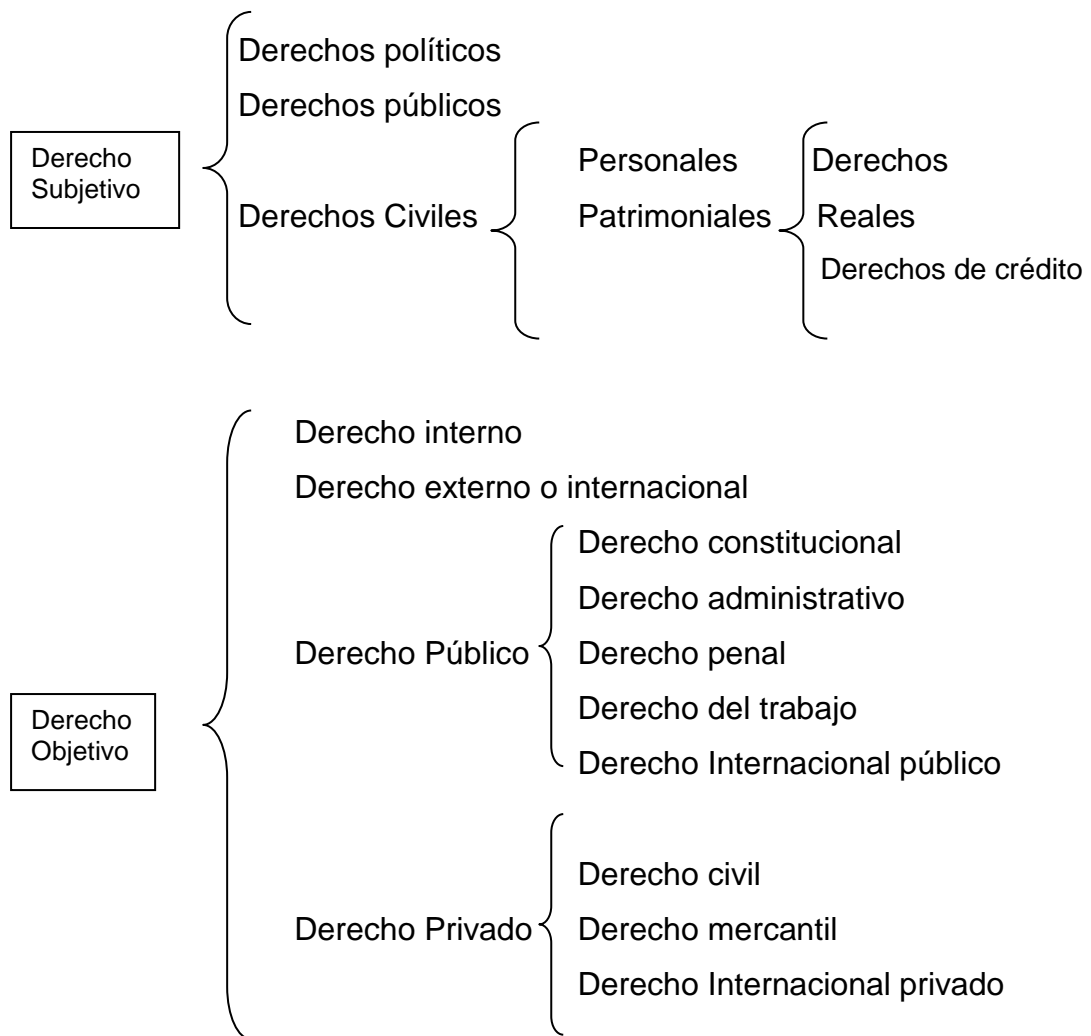 Derechos políticos
Derechos públicos
Derecho
Subjetivo
Derechos Civiles
Personales
Patrimoniales
Derechos
Reales
Derechos de crédito
Derecho interno
Derecho externo o internacional
Derecho Público
Derecho constitucional
Derecho administrativo
Derecho penal
Derecho del trabajo
Derecho Internacional público
Derecho
Objetivo
Derecho Privado
Derecho civil
Derecho mercantil
Derecho Internacional privado